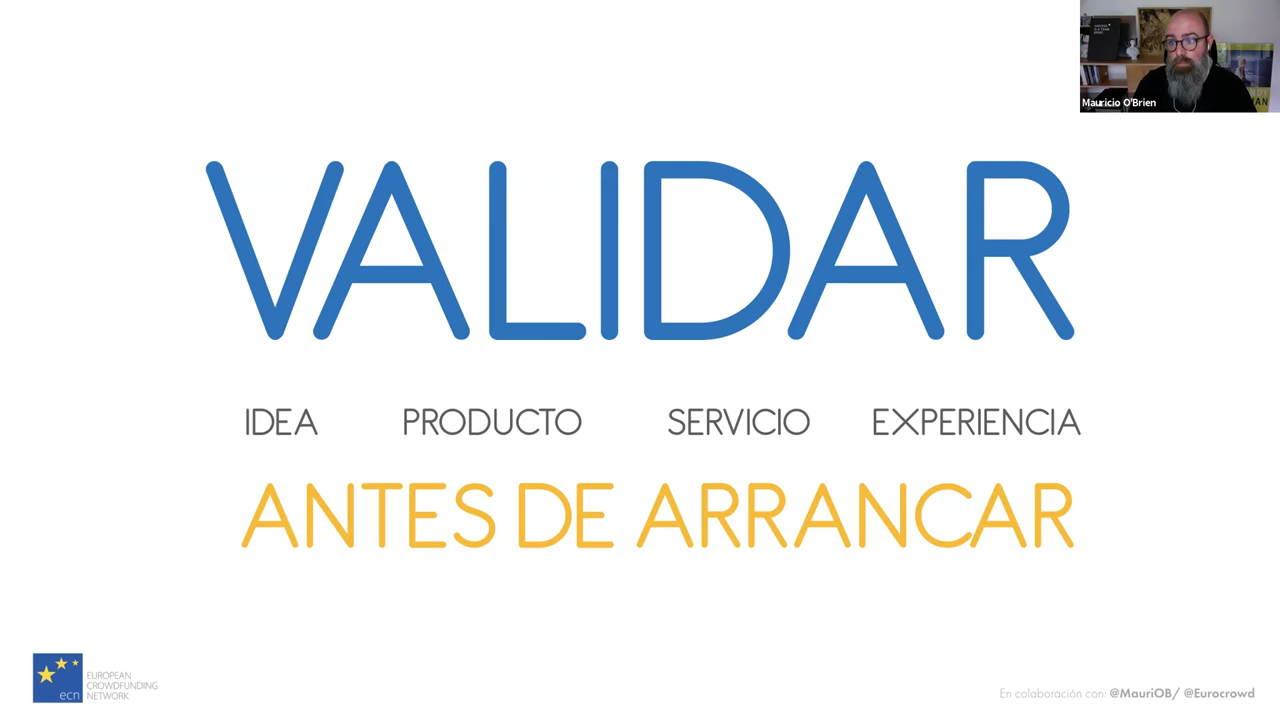 Mauricio O'Brien
VALIDAR
IDEA PRODUCTO SERVICIO EXPERIENCIA
ANTES DE ARRANCAR
ecn
EUROPEAN
CROWDFUNDING
NETWORK
En colaboración con: @MauriOB/ @Eurocrowd